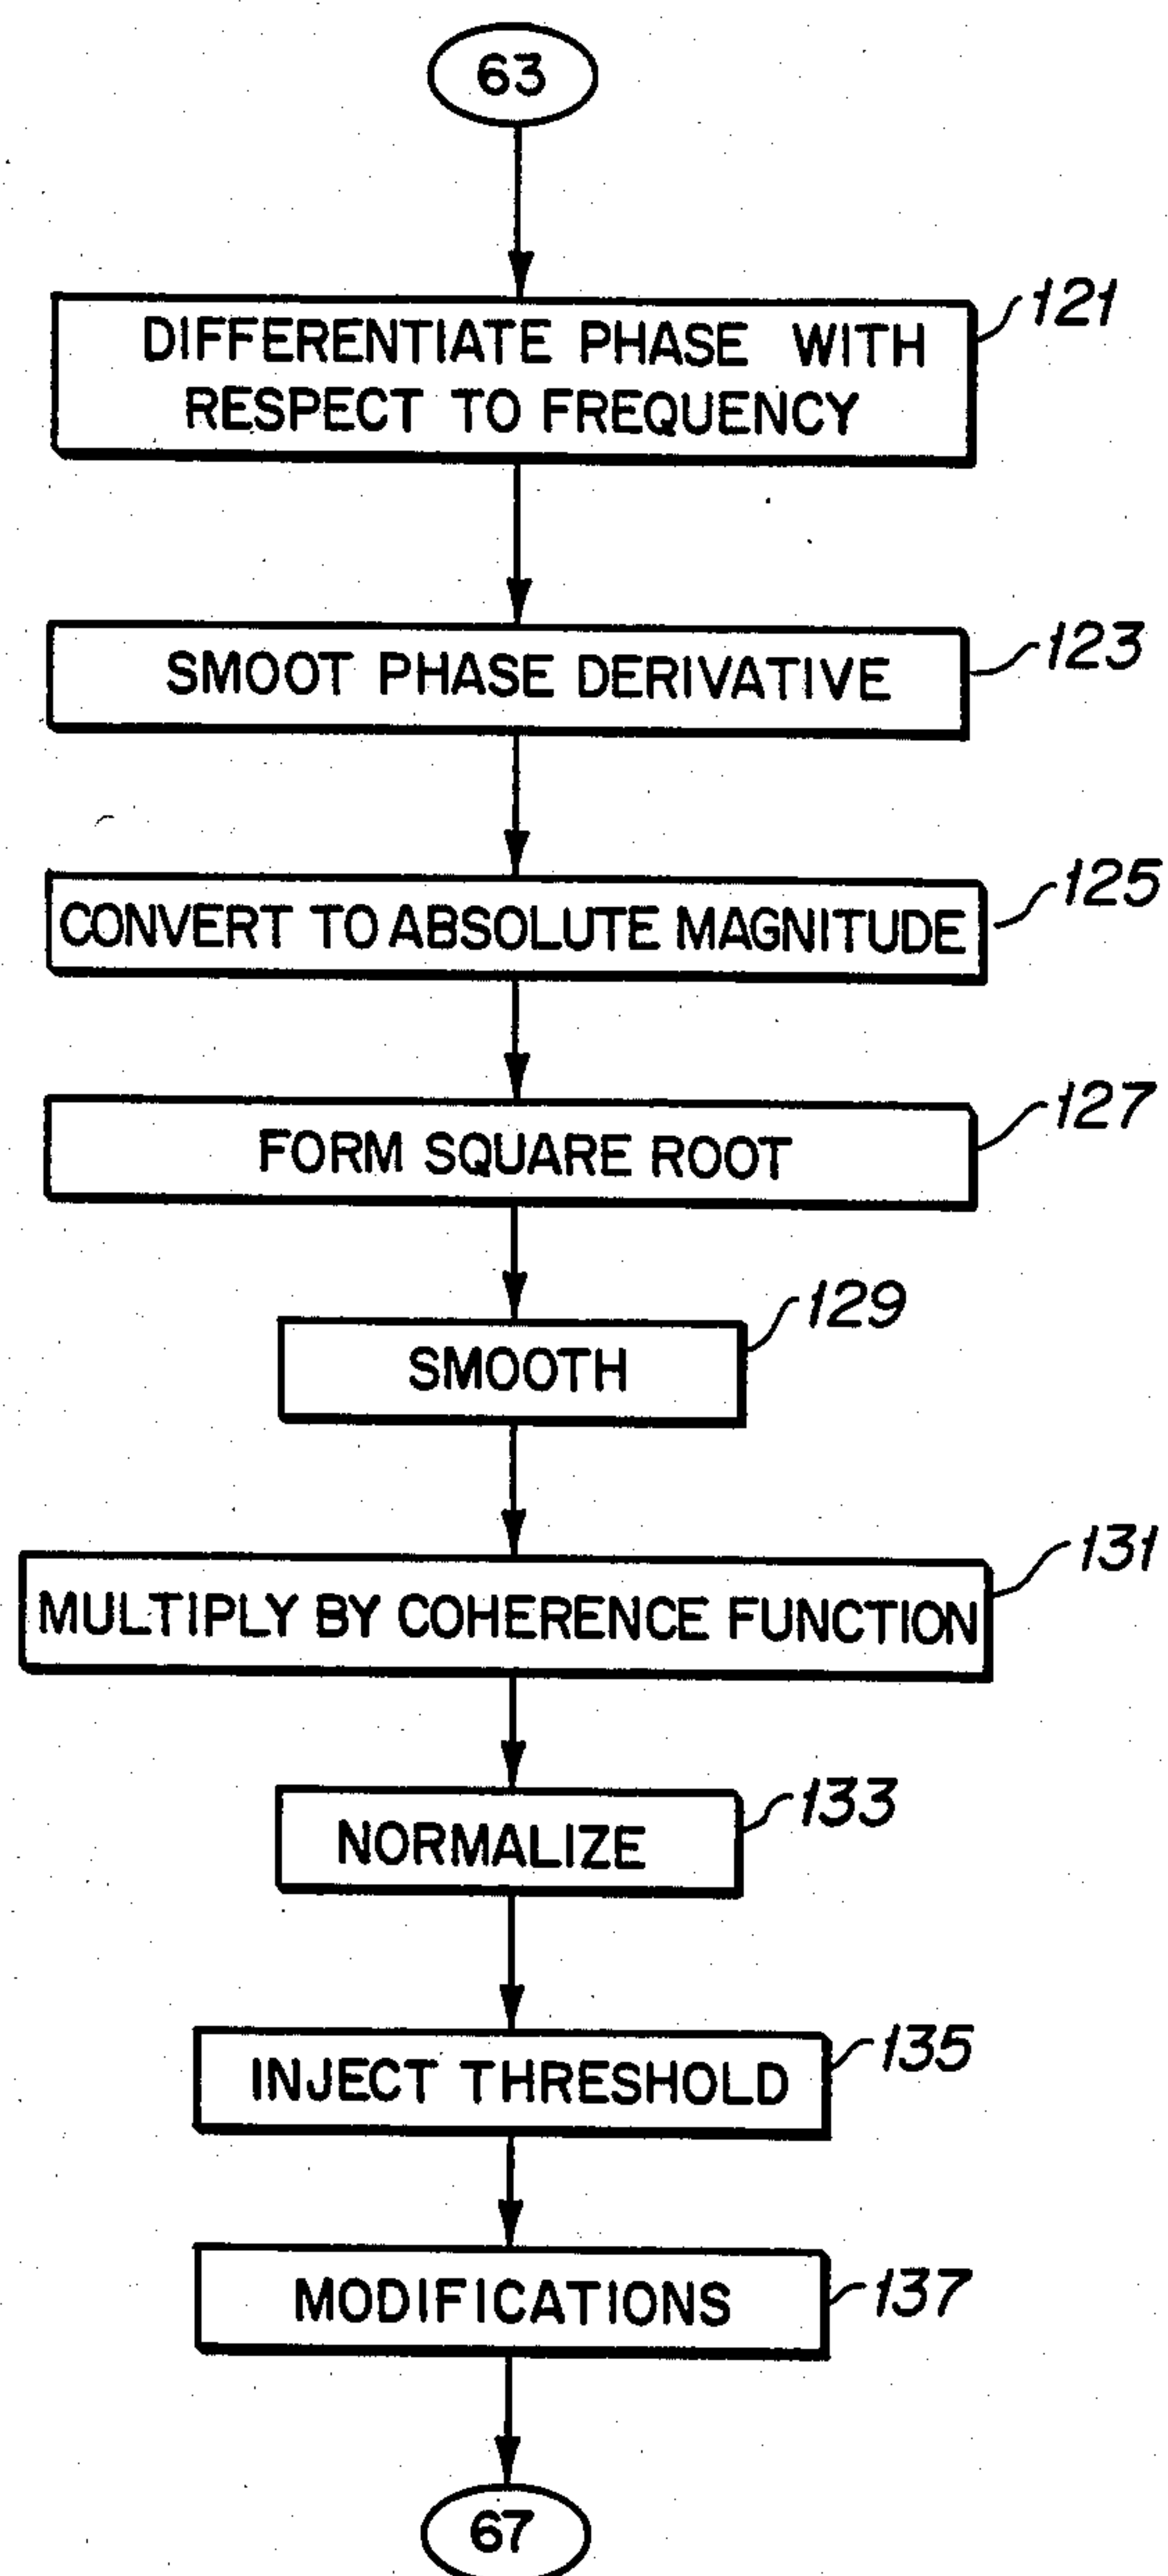 63
121
DIFFERENTIATE PHASE WITH
RESPECT TO FREQUENCY
123
SMOOT PHASE DERIVATIVE
125
CONVERT TO ABSOLUTE MAGNITUDE
127
FORM SQUARE ROOT
129
SMOOTH
131
MULTIPLY BY COHERENCE FUNCTION
133
NORMALIZE
135
INJECT THRESHOLD
137
MODIFICATIONS
67